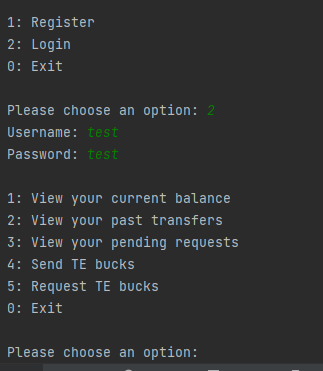 1: Register
2: Login
0: Exit
Please choose an option: 2
Username: test
Password: test
1: View your current balance
2: View your past transfers
3: View your pending requests
4: Send TE bucks
5: Request TE bucks
0: Exit
Please choose an option: